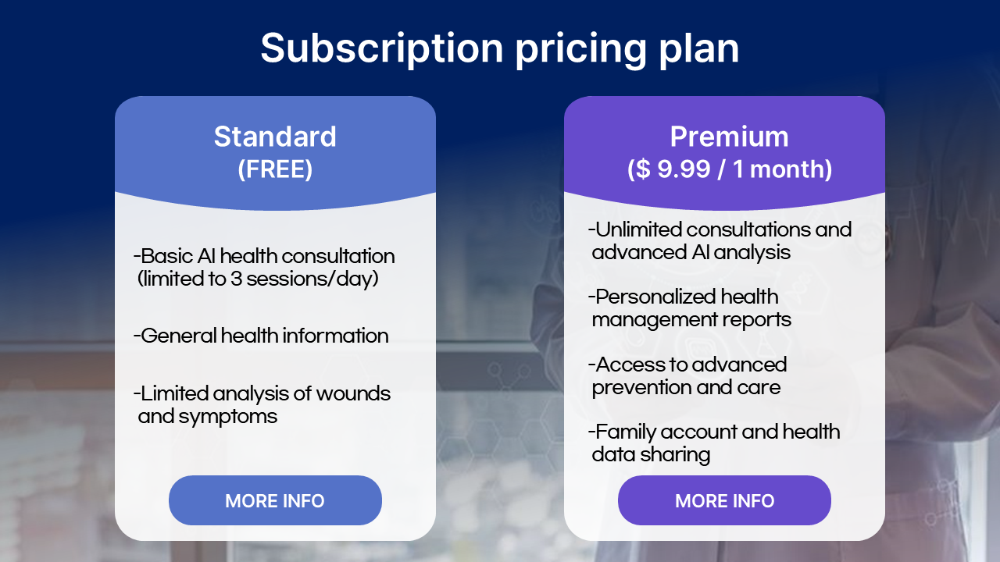 Subscription pricing plan
Standard
(FREE)
-Basic AI health consultation
(limited to 3 sessions/day)
-General health information
-Limited analysis of wounds
and symptoms
MORE INFO
Premium
($ 9.99 / 1 month)
-Unlimited consultations and
advanced AI analysis
-Personalized health
management reports
-Access to advanced
prevention and care
-Family account and health
data sharing
MORE INFO